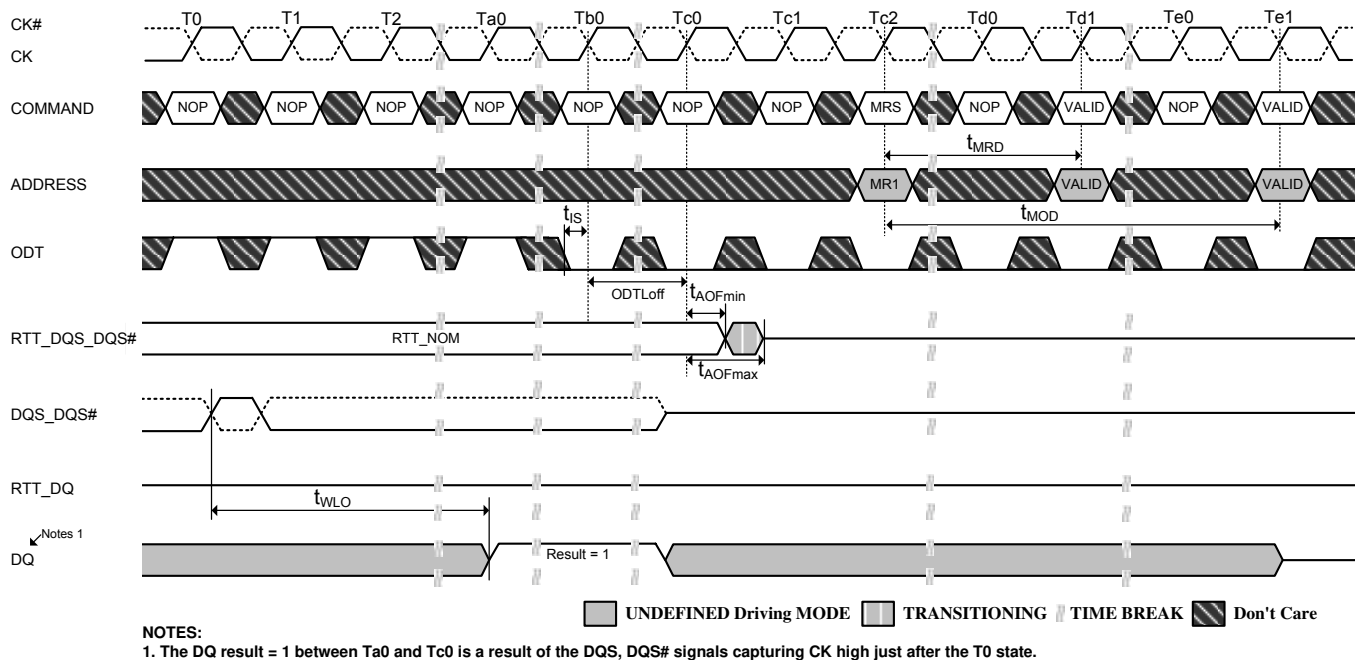 CK# T0 T1 T2 Ta0 Tb0 Tc0 Tc1 Tc2 Td0 Td1 Te0 Te1
CK
COMMAND NOP NOP NOP NOP NOP NOP NOP MRS NOP VALID NOP VALID
tMRD
ADDRESS MR1 VALID VALID
tIS tMOD
ODT
ODTLoff tAOFmin
RTT_DQS_DQS# RTT_NOM
tAOFmax
DQS_DQS#
RTT_DQ
tWLO
Notes 1
DQ Result = 1
UNDEFINED Driving MODE TRANSITIONING TIME BREAK Don't Care
NOTES:
1. The DQ result = 1 between Ta0 and Tc0 is a result of the DQS, DQS# signals capturing CK high just after the T0 state.